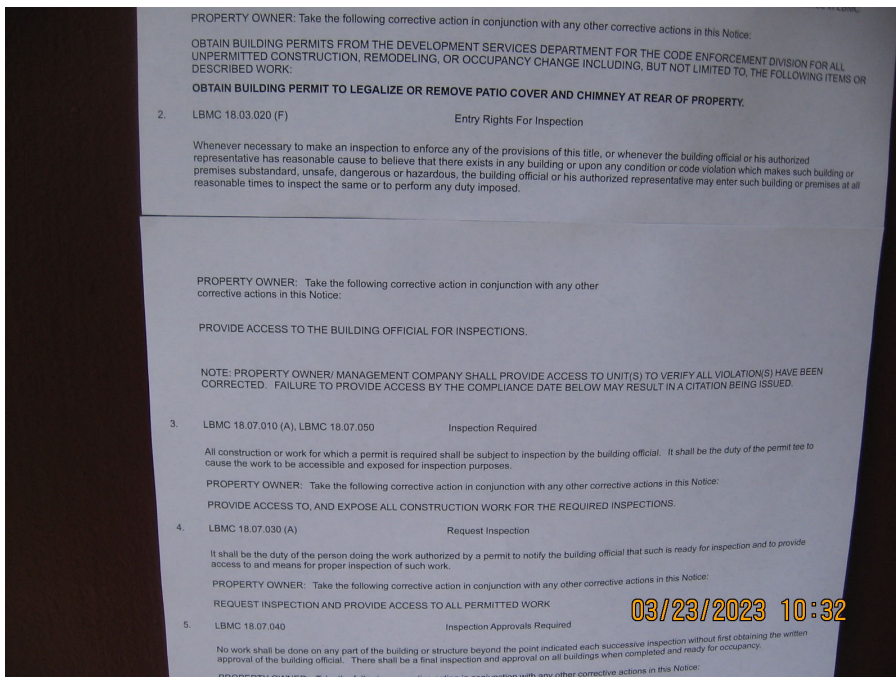 PROPERTY OWNER: Take the following corrective action in conjunction with any other corrective actions in this Notice:
OBTAIN BUILDING PERMITS FROM THE DEVELOPMENT SERVICES DEPARTMENT FOR THE CODE ENFORCEMENT DIVISION FOR ALL
UNPERMITTED CONSTRUCTION, REMODELING, OR OCCUPANCY CHANGE INCLUDING, BUT NOT LIMITED TO, THE FOLLOWING ITEMS OR
DESCRIBED WORK:
OBTAIN BUILDING PERMIT TO LEGALIZE OR REMOVE PATIO COVER AND CHIMNEY AT REAR OF PROPERTY.
2. LBMC 18.03.020 (F) Entry Rights For Inspection
Whenever necessary to make an inspection to enforce any of the provisions of this title, or whenever the building official or his authorized
representative has reasonable cause to believe that there exists in any building or upon any condition or code violation which makes such building or
premises substandard, unsafe, dangerous or hazardous, the building official or his authorized representative may enter such building or premises at all
reasonable times to inspect the same or to perform any duty imposed.
PROPERTY OWNER: Take the following corrective action in conjunction with any other
corrective actions in this Notice:
PROVIDE ACCESS TO THE BUILDING OFFICIAL FOR INSPECTIONS.
NOTE: PROPERTY OWNER/ MANAGEMENT COMPANY SHALL PROVIDE ACCESS TO UNIT(S) TO VERIFY ALL VIOLATION(S) HAVE BEEN
CORRECTED. FAILURE TO PROVIDE ACCESS BY THE COMPLIANCE DATE BELOW MAY RESULT IN A CITATION BEING ISSUED.
3. LBMC 18.07.010 (A), LBMC 18.07.050 Inspection Required
All construction or work for which a permit is required shall be subject to inspection by the building official. It shall be the duty of the permit tee to
cause the work to be accessible and exposed for inspection purposes.
PROPERTY OWNER: Take the following corrective action in conjunction with any other corrective actions in this Notice:
PROVIDE ACCESS TO, AND EXPOSE ALL CONSTRUCTION WORK FOR THE REQUIRED INSPECTIONS.
4. LBMC 18.07.030 (A) Request Inspection
It shall be the duty of the person doing the work authorized by a permit to notify the building official that such is ready for inspection and to provide
access to and means for proper inspection of such work.
PROPERTY OWNER: Take the following corrective action in conjunction with any other corrective actions in this Notice:
REQUEST INSPECTION AND PROVIDE ACCESS TO ALL PERMITTED WORK
03/23/2023 10:32
5. LBMC 18.07.040 Inspection Approvals Required
No work shall be done on any part of the building or structure beyond the point indicated each successive inspection without first obtaining the written
approval of the building official. There shall be a final inspection and approval on all buildings when completed and ready for occupancy.
PROPERTY OWNER: Take the following corrective action in conjunction with any other corrective actions in this Notice: